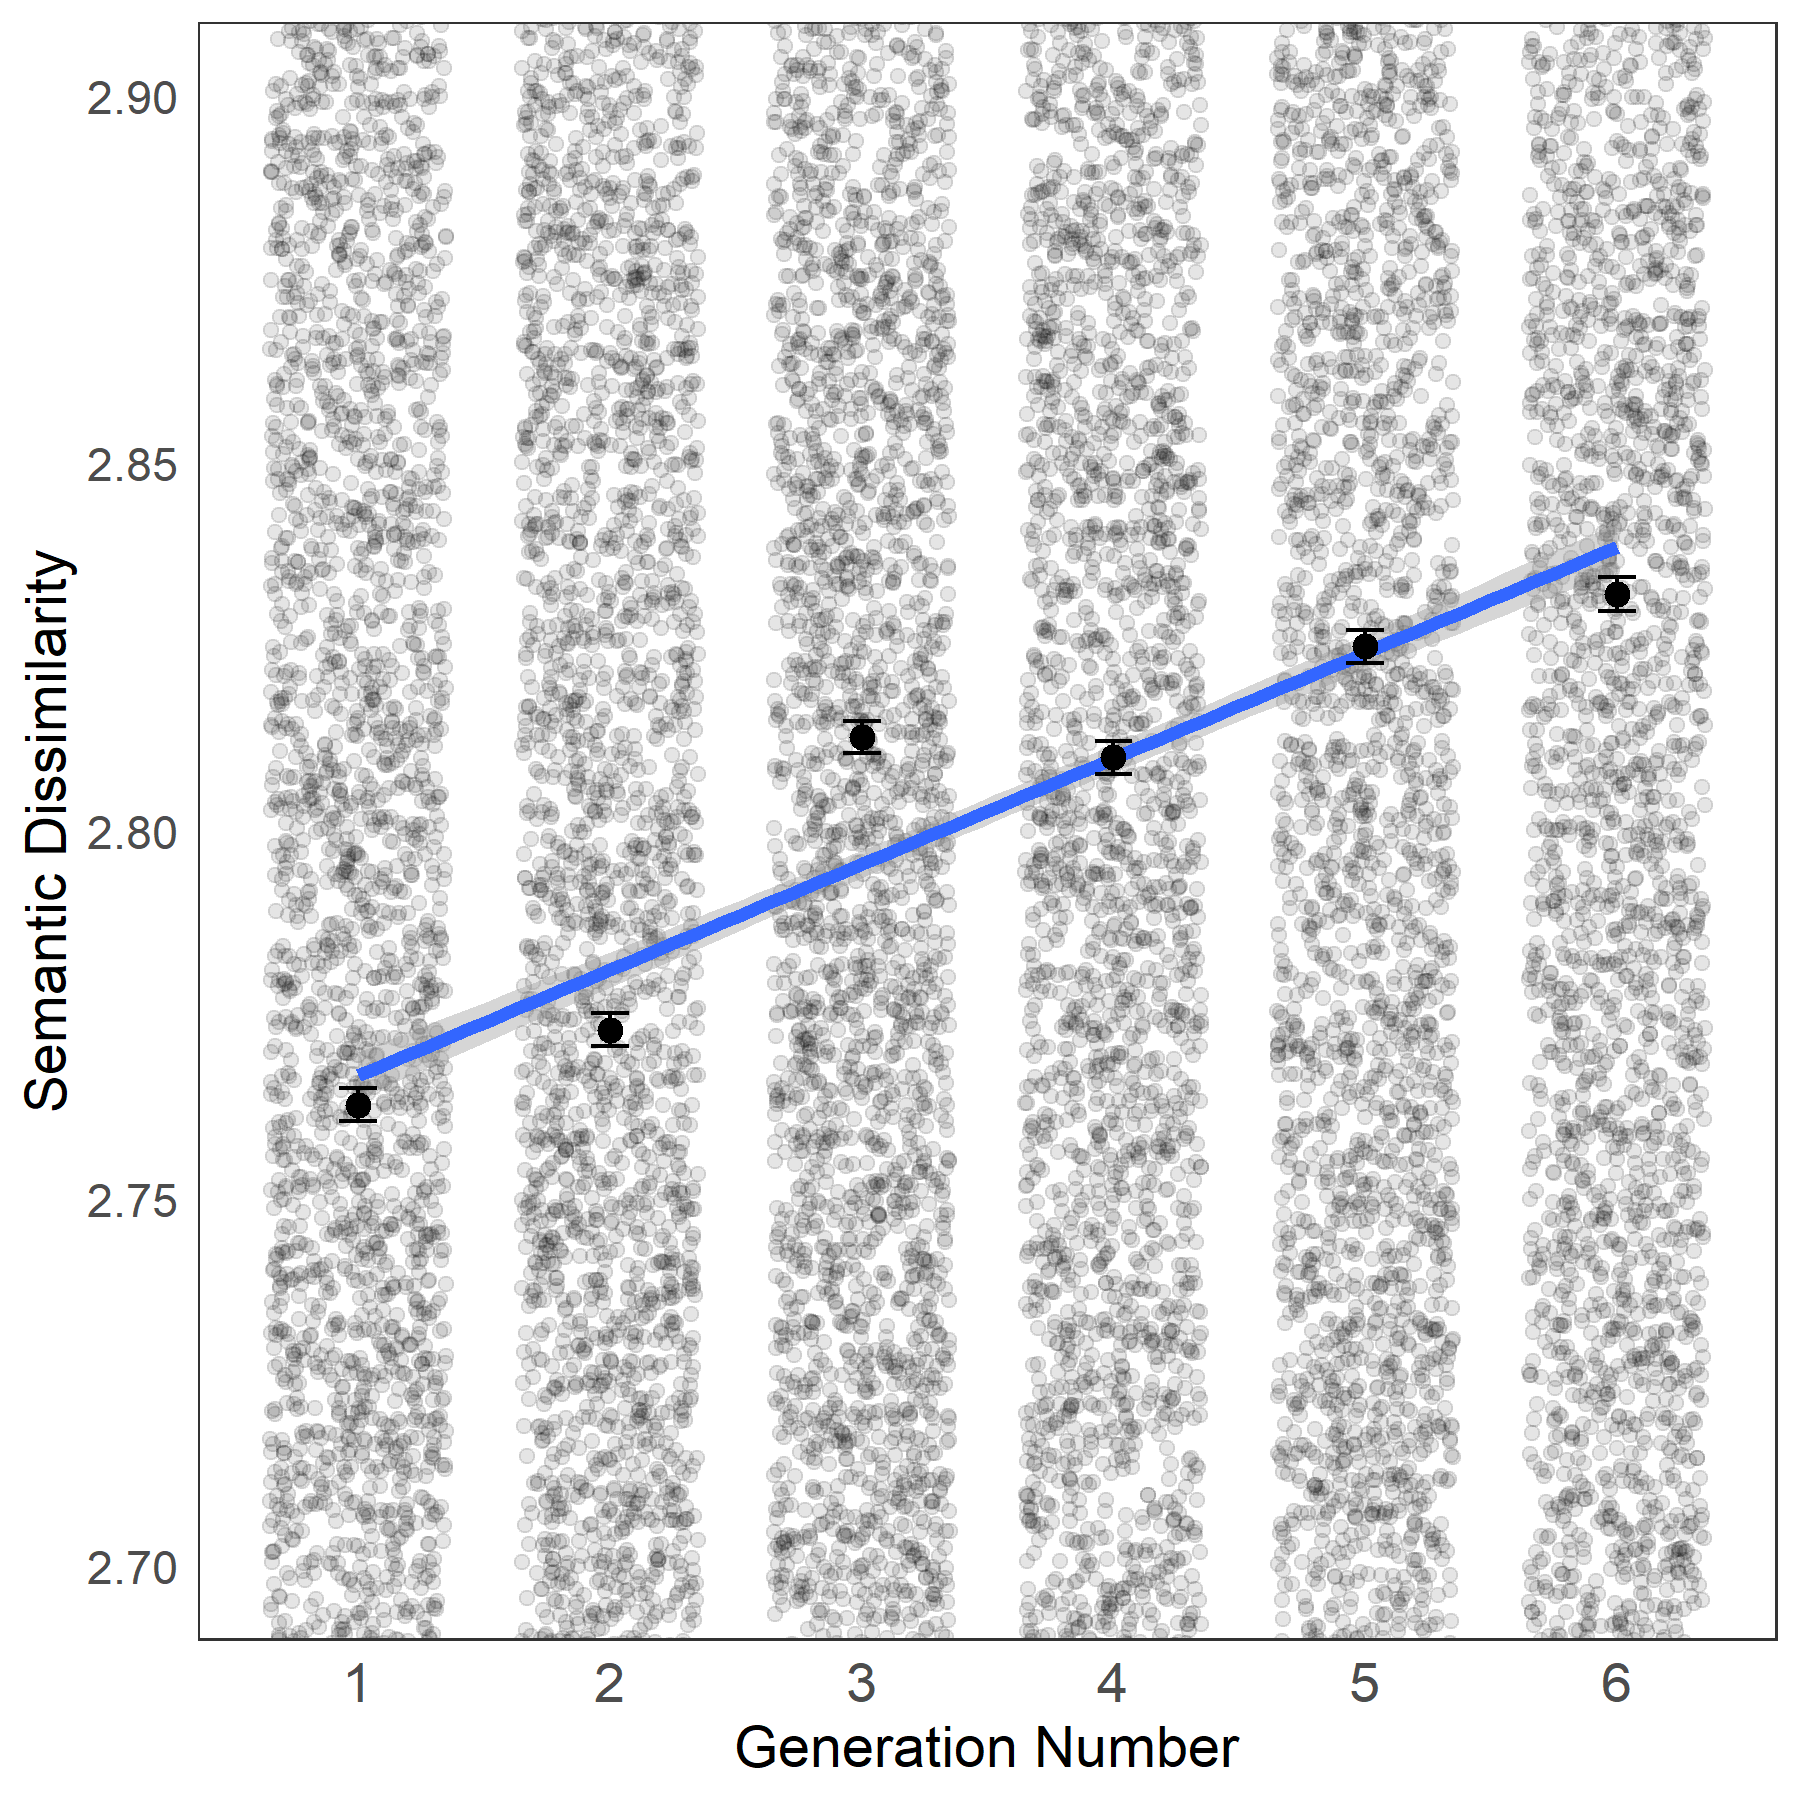 Semantic Dissimilarity
2.90
2.85
2.80
2.75
2.70
1 2 3 4 5 6
Generation Number